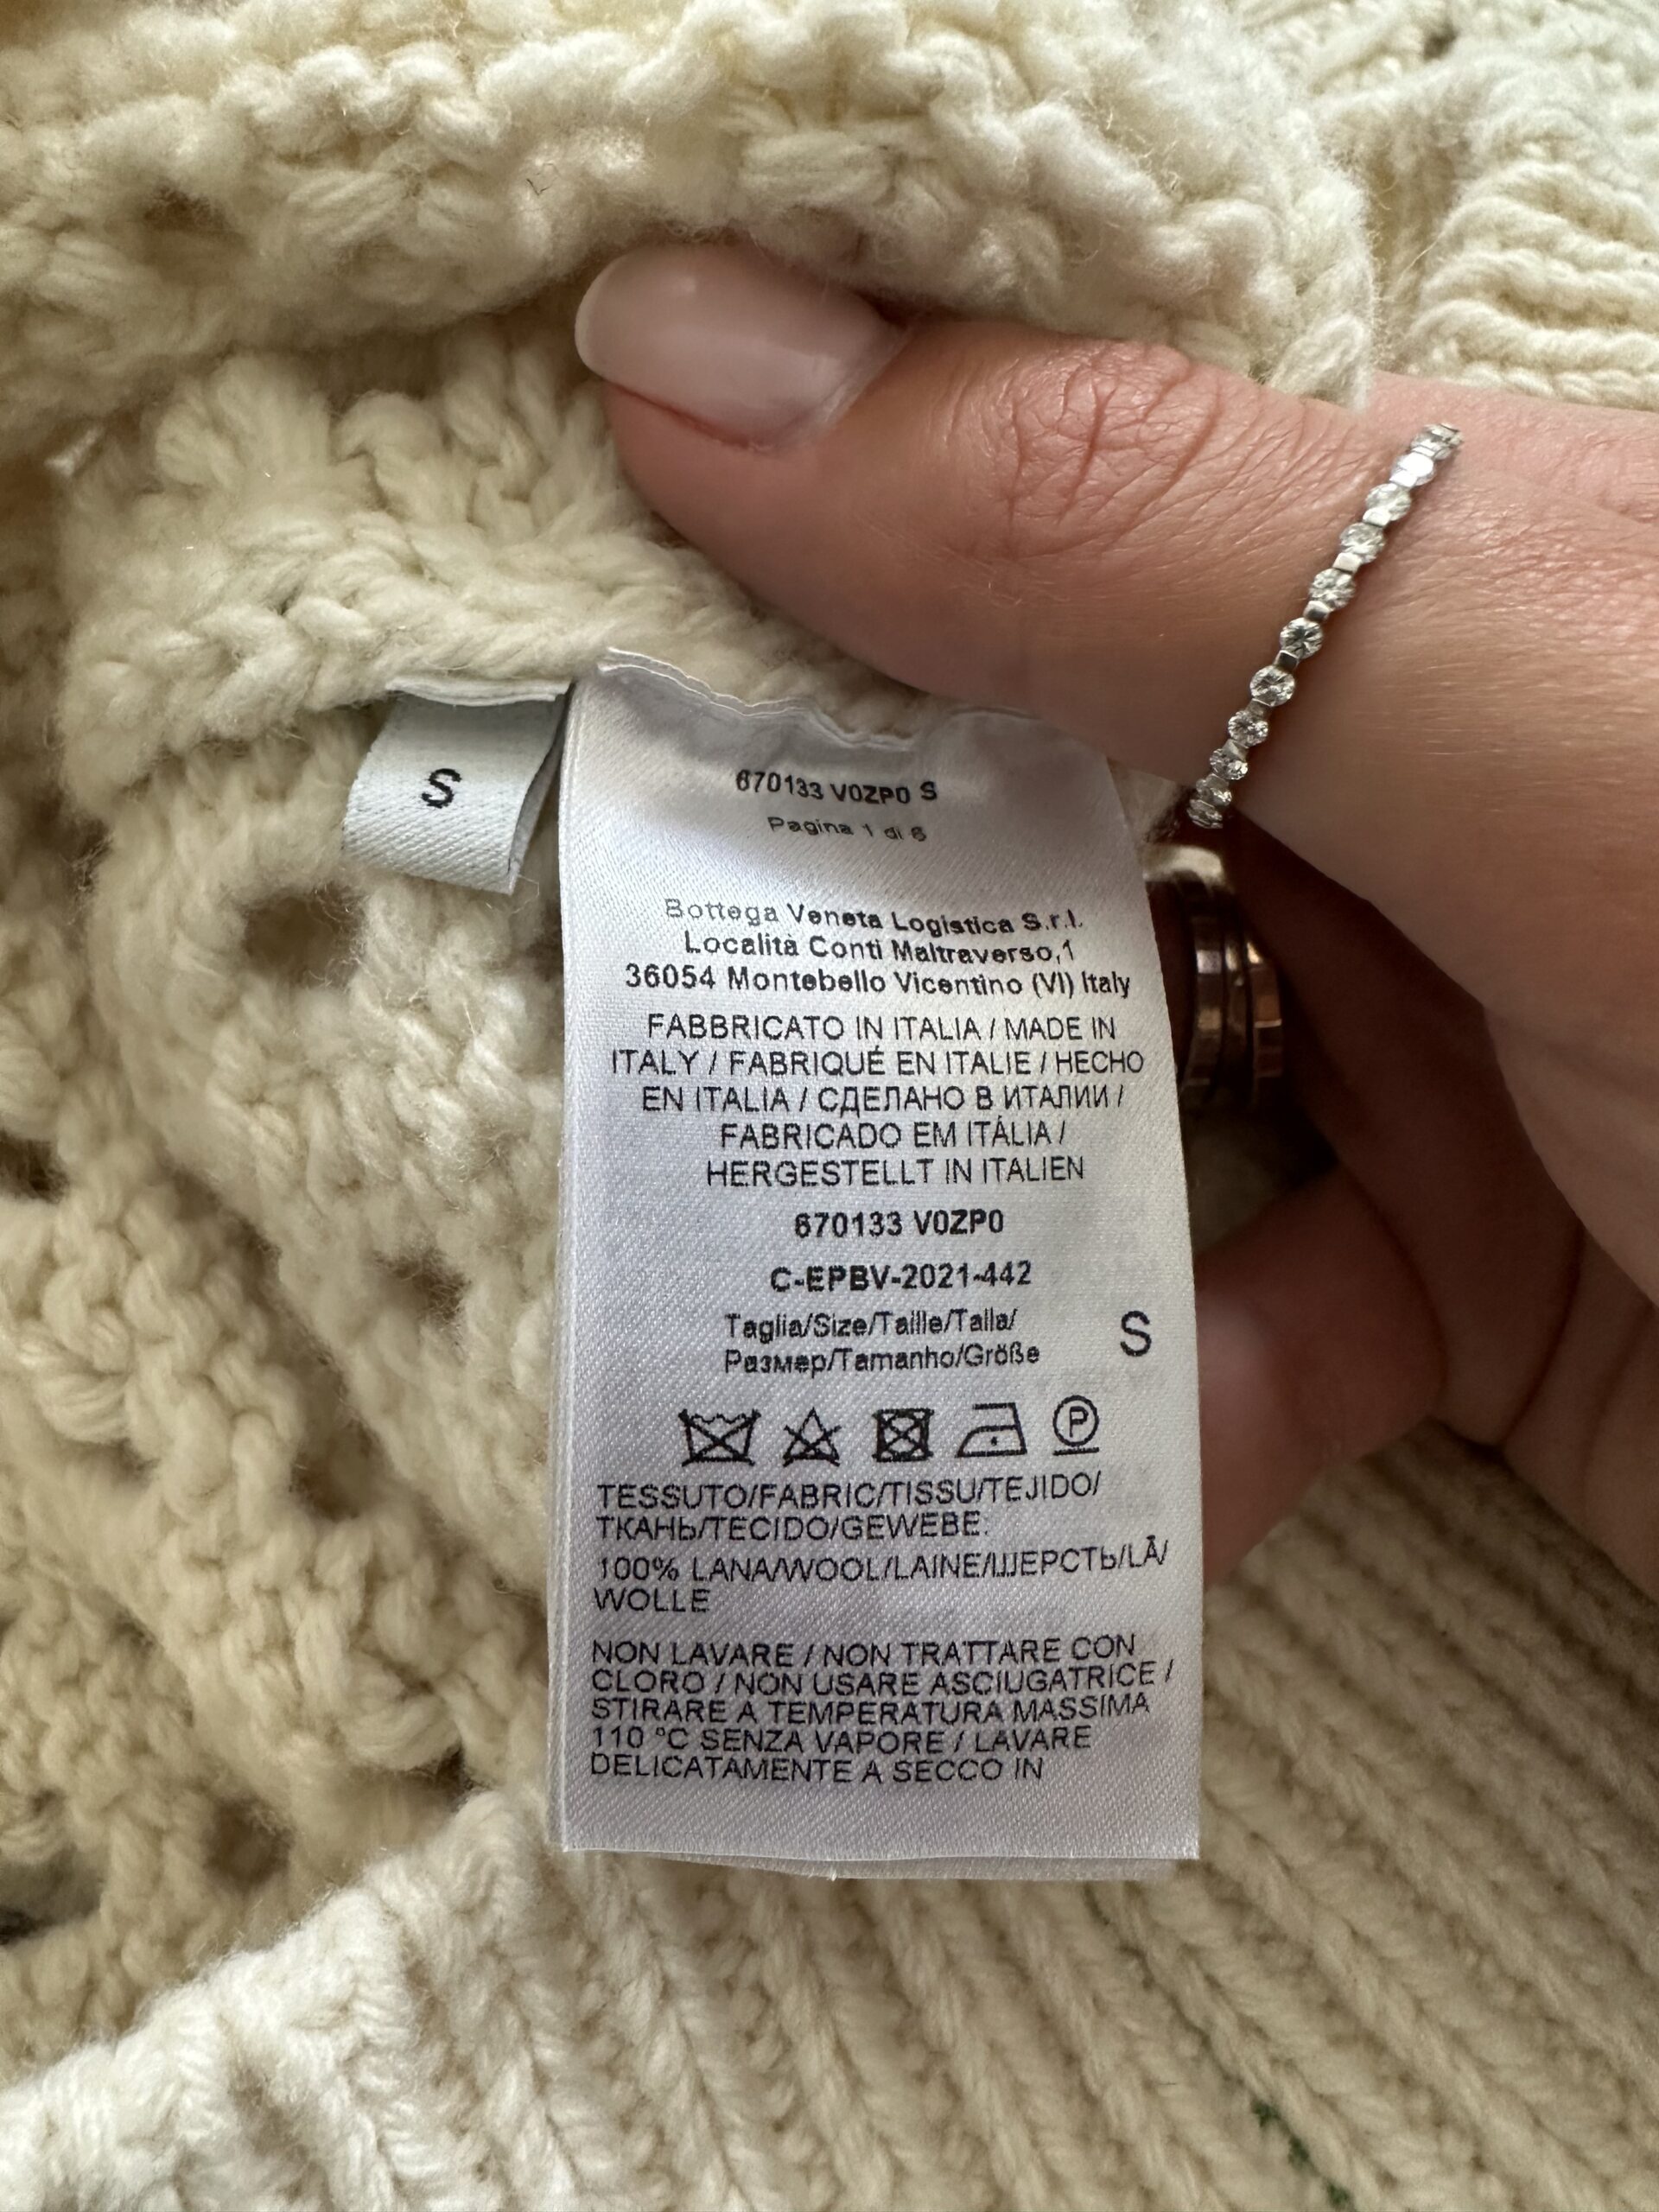 S
670133 V0ZP0 S
Pagina 1 di 6
Bottega Veneta Logistica S.r.l.
Località Conti Maltraverso,1
36054 Montebello Vicentino (VI) Italy
FABBRICATO IN ITALIA / MADE IN
ITALY / FABRIQUÉ EN ITALIE / HECHO
EN ITALIA / СДЕЛАНО В ИТАЛИИ /
FABRICADO EM ITÁLIA /
HERGESTELLT IN ITALIEN
670133 V0ZP0
C-EPBV-2021-442
Taglia/Size/Taille/Talla/
Размер/Tamanho/Größe S
P
TESSUTO/FABRIC/TISSU/TEJIDO/
ТКАНЬ/TECIDO/GEWEBE.
100% LANA/WOOL/LAINE/ШЕРСТЬ/LÃ/
WOLLE
NON LAVARE / NON TRATTARE CON
CLORO / NON USARE ASCIUGATRICE /
STIRARE A TEMPERATURA MASSIMA
110 °C SENZA VAPORE / LAVARE
DELICATAMENTE A SECCO IN